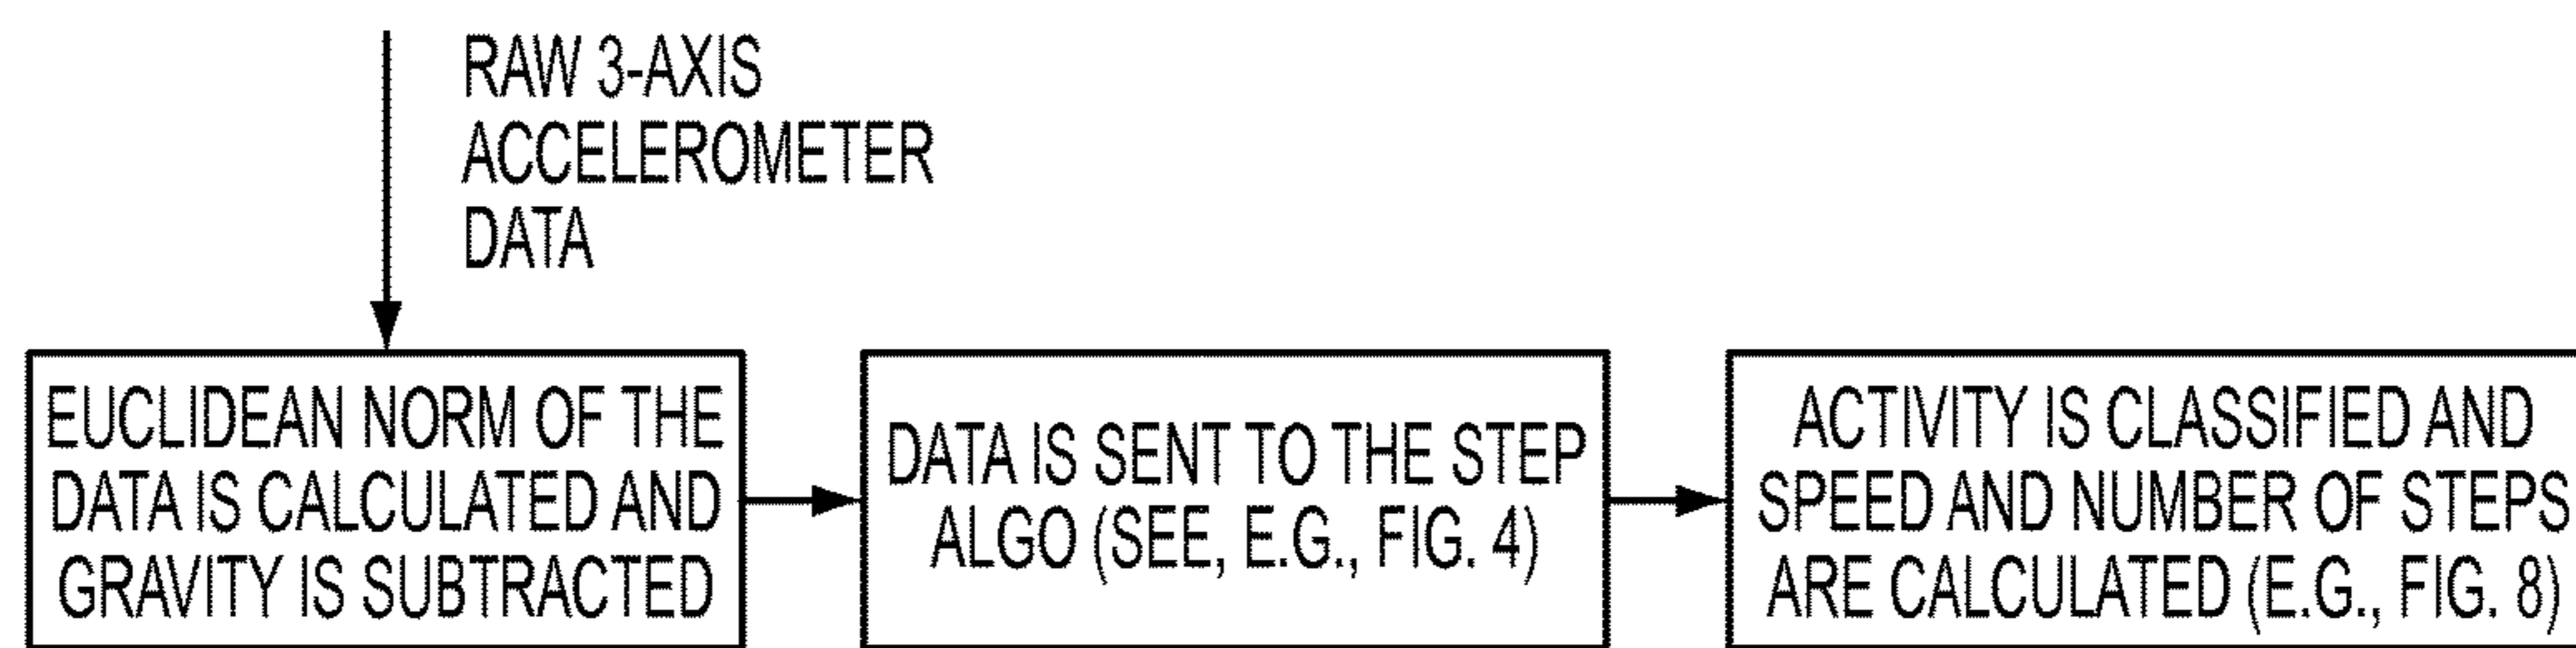 RAW 3-AXIS
ACCELEROMETER
DATA
EUCLIDEAN NORM OF THE
DATA IS CALCULATED AND
GRAVITY IS SUBTRACTED
DATA IS SENT TO THE STEP
ALGO (SEE, E.G., FIG. 4)
ACTIVITY IS CLASSIFIED AND
SPEED AND NUMBER OF STEPS
ARE CALCULATED (E.G., FIG. 8)